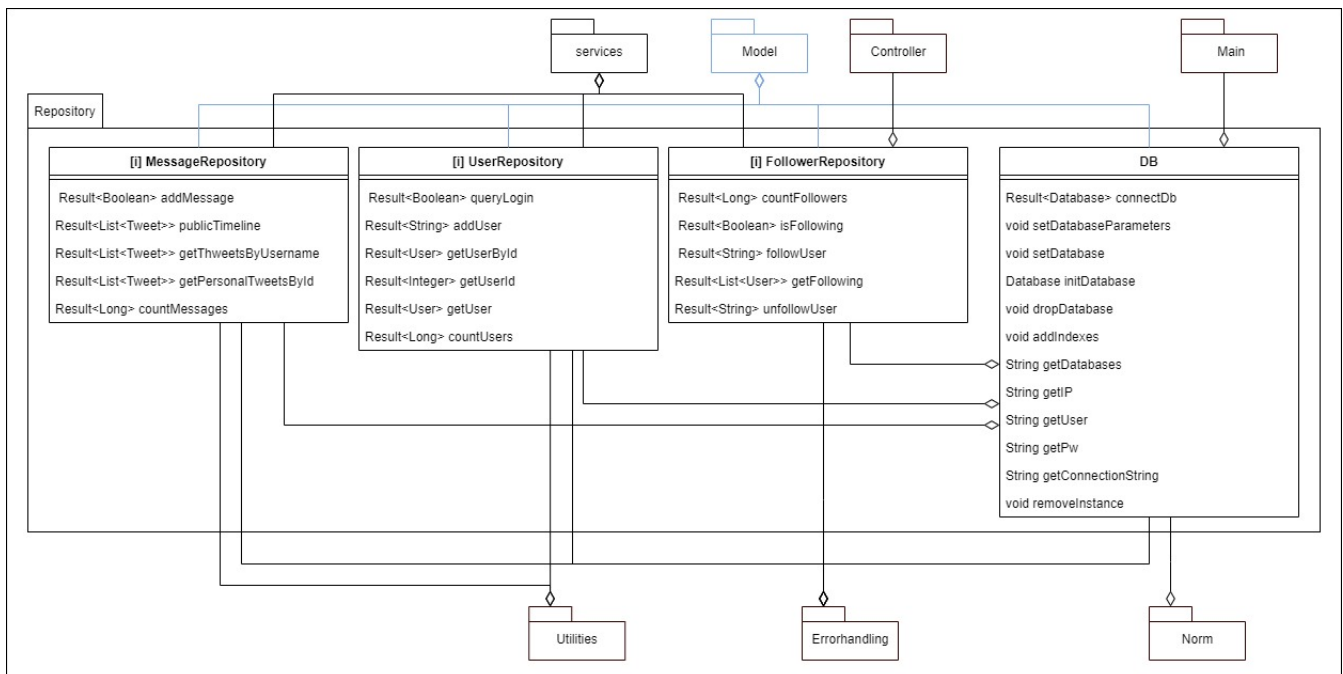 services
Model
Controller
Main
Repository
[i] MessageRepository
Result<Boolean> addMessage
Result<List<Tweet>> publicTimeline
Result<List<Tweet>> getThweetsByUsername
Result<List<Tweet>> getPersonalTweetsById
Result<Long> countMessages
[i] UserRepository
Result<Boolean> queryLogin
Result<String> addUser
Result<User> getUserById
Result<Integer> getUserId
Result<User> getUser
Result<Long> countUsers
[i] FollowerRepository
Result<Long> countFollowers
Result<Boolean> isFollowing
Result<String> followUser
Result<List<User>> getFollowing
Result<String> unfollowUser
DB
Result<Database> connectDb
void setDatabaseParameters
void setDatabase
Database initDatabase
void dropDatabase
void addIndexes
String getDatabases
String getIP
String getUser
String getPw
String getConnectionString
void removeInstance
Utilities
Errorhandling
Norm